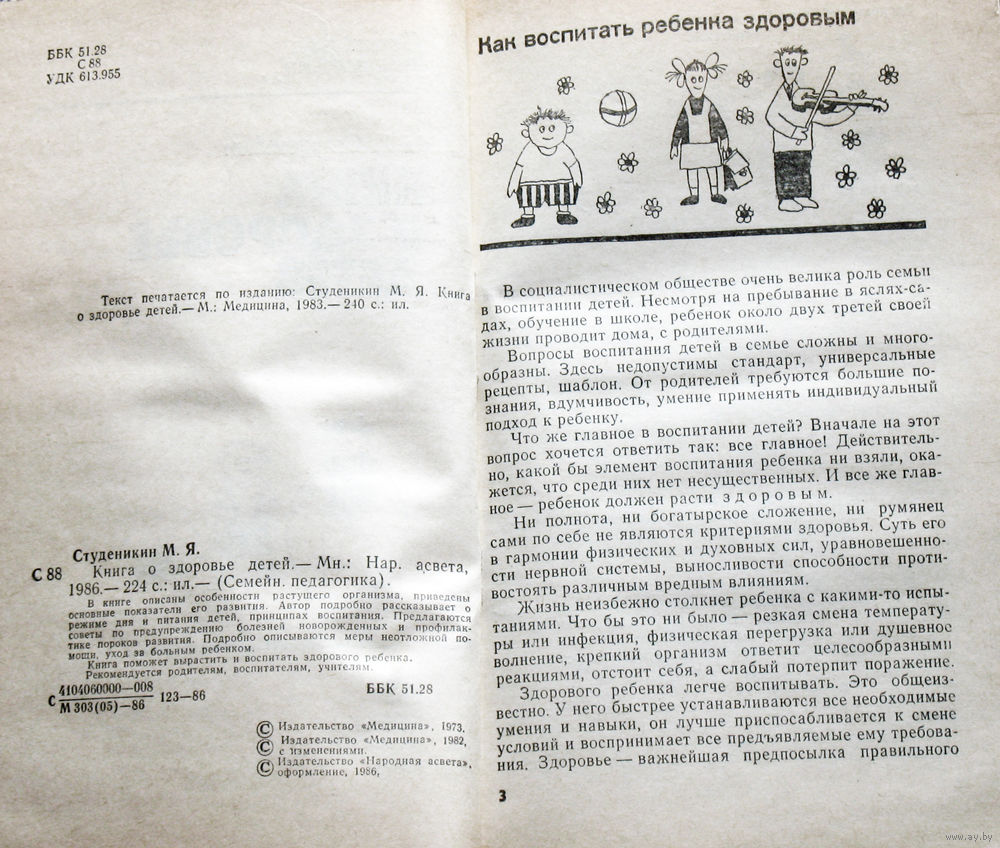 ББК 51.28
С 88
УДК 613.955
Текст печатается по изданию: Студеникин М. Я. Книга
о здоровье детей.— М.: Медицина, 1983.— 240 с.: ил.
Студеникин М. Я.
С 88 Книга о здоровье детей.— Мн.: Нар. асвета,
1986.— 224 с.: ил.— (Семейн. педагогика).
В книге описаны особенности растущего организма, приведены
основные показатели его развития. Автор подробно рассказывает о
режиме дня и питания детей, принципах воспитания. Предлагаются
советы по предупреждению болезней новорожденных и профилак-
тике пороков развития. Подробно описываются меры неотложной по-
мощи, уход за больным ребенком.
Книга поможет вырастить и воспитать здорового ребенка.
Рекомендуется родителям, воспитателям, учителям.
С 4104060000—008
М 303(05)—86 123—86 ББК 51.28
© Издательство «Медицина», 1973.
© Издательство «Медицина», 1982,
с изменениями.
© Издательство «Народная асвета»,
оформление, 1986.
Как воспитать ребенка здоровым
В социалистическом обществе очень велика роль семьи
в воспитании детей. Несмотря на пребывание в яслях-са-
дах, обучение в школе, ребенок около двух третей своей
жизни проводит дома, с родителями.
Вопросы воспитания детей в семье сложны и много-
образны. Здесь недопустимы стандарт, универсальные
рецепты, шаблон. От родителей требуются большие по-
знания, вдумчивость, умение применять индивидуальный
подход к ребенку.
Что же главное в воспитании детей? Вначале на этот
вопрос хочется ответить так: все главное! Действитель-
но, какой бы элемент воспитания ребенка ни взяли, ока-
жется, что среди них нет несущественных. И все же глав-
ное — ребенок должен расти здоровым.
Ни полнота, ни богатырское сложение, ни румянец
сами по себе не являются критериями здоровья. Суть его
в гармонии физических и духовных сил, уравновешенно-
сти нервной системы, выносливости способности проти-
востоять различным вредным влияниям.
Жизнь неизбежно столкнет ребенка с какими-то испы-
таниями. Что бы это ни было — резкая смена температу-
ры или инфекция, физическая перегрузка или душевное
волнение, крепкий организм ответит целесообразными
реакциями, отстоит себя, а слабый потерпит поражение.
Здорового ребенка легче воспитывать. Это общеиз-
вестно. У него быстрее устанавливаются все необходимые
умения и навыки, он лучше приспосабливается к смене
условий и воспринимает все предъявляемые ему требова-
ния. Здоровье — важнейшая предпосылка правильного
3
www.ay.by